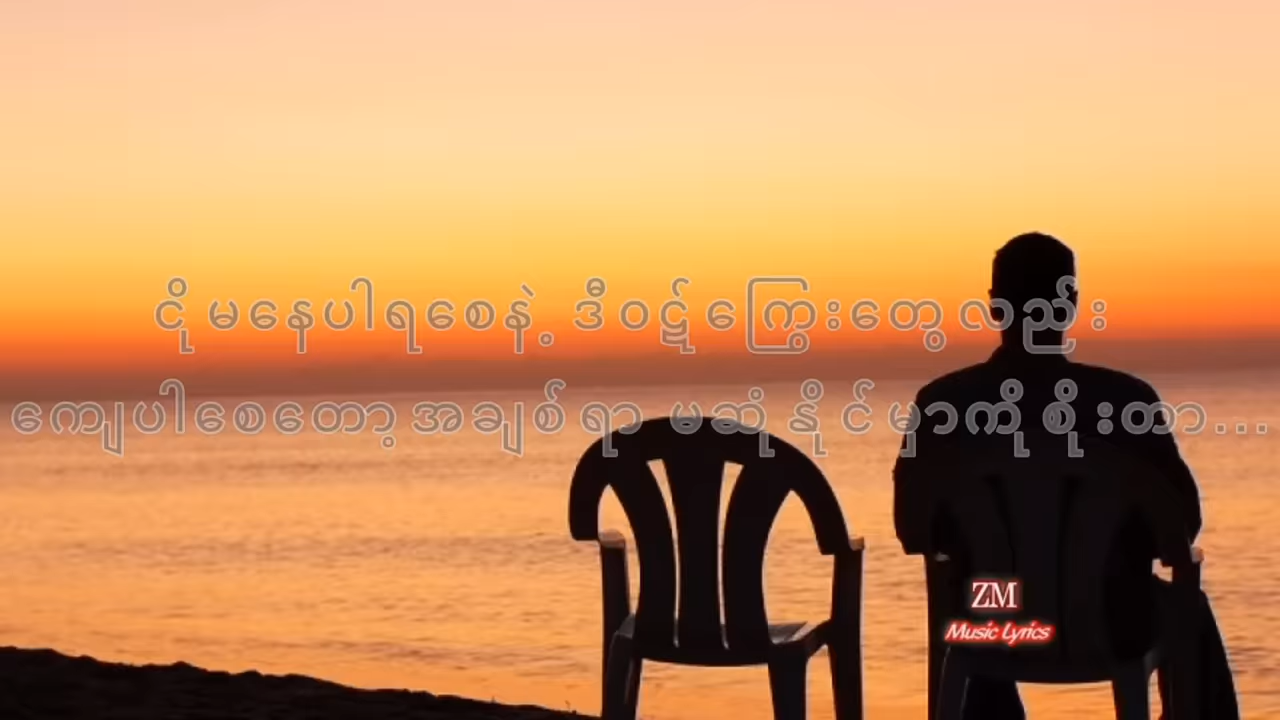 ငိုမနေပါရစေနဲ့ ဒီဝင့်ကြွေးတွေလည်း
ကျေပါစေတော့ အချစ်ရာ မဆုံနိုင်မှာကိုစိုးတာ...
ZM
Music Lyrics